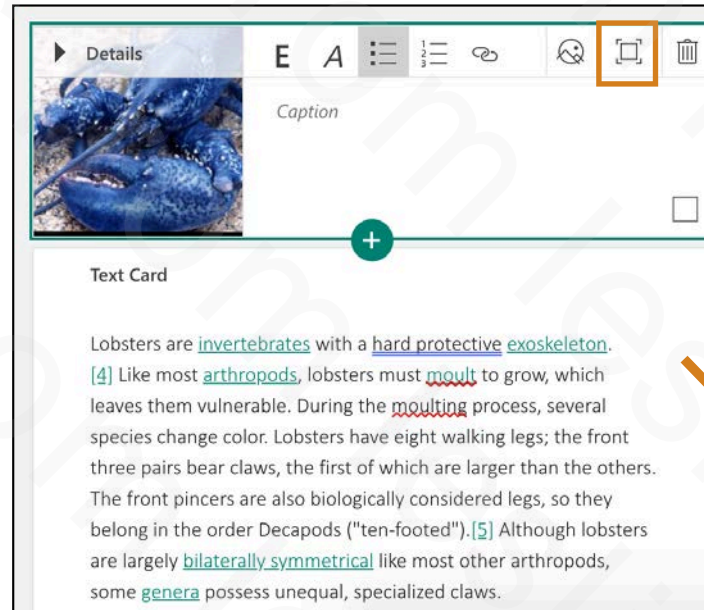 Details
E A 1 2 3
Caption
Text Card
Lobsters are invertebrates with a hard protective exoskeleton.
[4] Like most arthropods, lobsters must moult to grow, which
leaves them vulnerable. During the moulting process, several
species change color. Lobsters have eight walking legs; the front
three pairs bear claws, the first of which are larger than the others.
The front pincers are also biologically considered legs, so they
belong in the order Decapods ("ten-footed").[5] Although lobsters
are largely bilaterally symmetrical like most other arthropods,
some genera possess unequal, specialized claws.